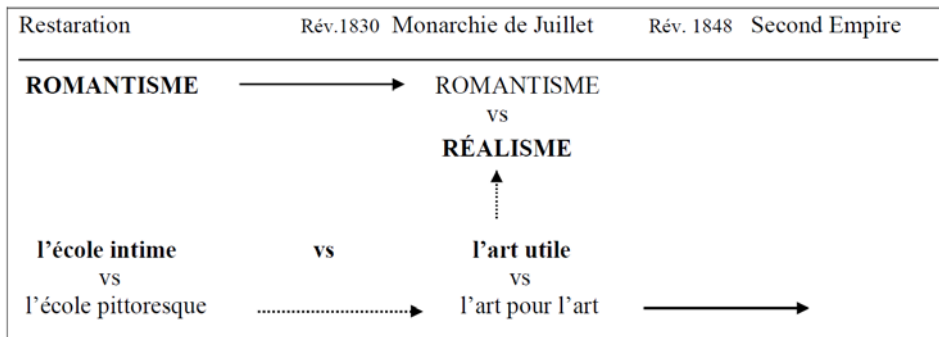 Restaration Rév.1830 Monarchie de Juillet Rév. 1848 Second Empire
ROMANTISME ROMANTISME
vs
RÉALISME
l'école intime vs l'art utile
vs vs
l'école pittoresque l'art pour l'art